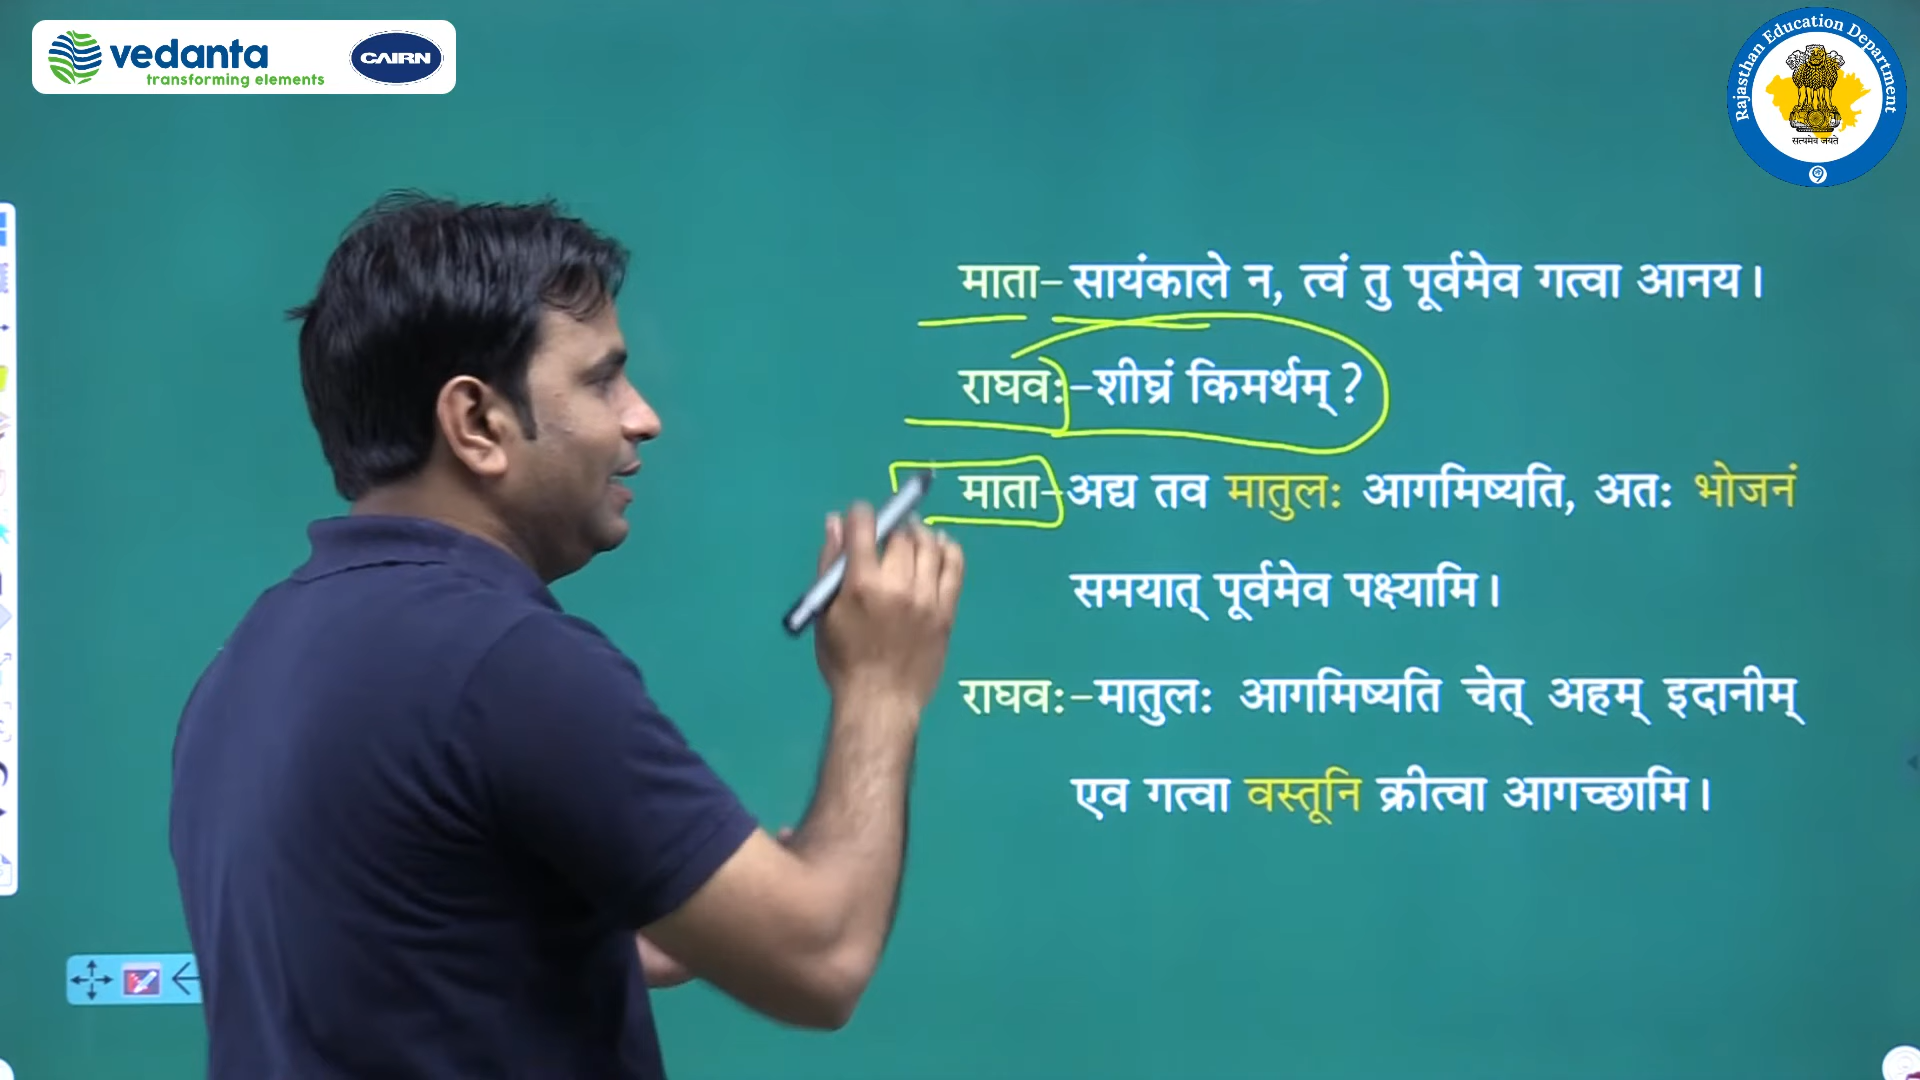 vedanta
transforming elements
CAIRN
Rajasthan Education Department
सत्यमेव जयते
माता- सायंकाले न, त्वं तु पूर्वमेव गत्वा आनय।
राघवः-शीघ्रं किमर्थम् ?
माता-अद्य तव मातुलः आगमिष्यति, अतः भोजनं
समयात् पूर्वमेव पक्ष्यामि।
राघवः-मातुलः आगमिष्यति चेत् अहम् इदानीम्
एव गत्वा वस्तूनि क्रीत्वा आगच्छामि।